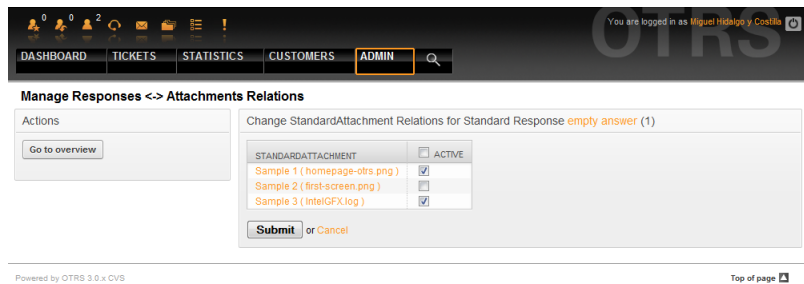 0 0 2
You are logged in as Miguel Hidalgo y Costilla
OTRS
DASHBOARD TICKETS STATISTICS CUSTOMERS ADMIN
Manage Responses <-> Attachments Relations
Actions
Go to overview
Change StandardAttachment Relations for Standard Response empty answer (1)
STANDARDATTACHMENT ACTIVE
Sample 1 ( homepage-otrs.png )
Sample 2 ( first-screen.png )
Sample 3 ( IntelGFX.log )
Submit or Cancel
Powered by OTRS 3.0.x CVS
Top of page